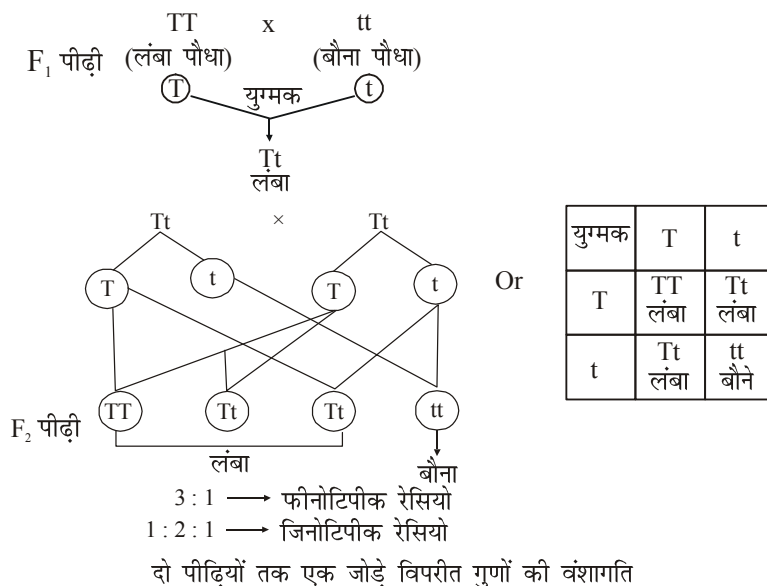 TT x tt
F₁ पीढ़ी (लंबा पौधा) (बौना पौधा)
T युग्मक t
Tt
लंबा
Tt × Tt
T t T t
Or
युग्मक T t
T TT लंबा Tt लंबा
t Tt लंबा tt बौने
F₂ पीढ़ी TT Tt Tt tt
लंबा बौना
3 : 1 → फीनोटिपीक रेसियो
1 : 2 : 1 → जिनोटिपीक रेसियो
दो पीढ़ियों तक एक जोड़े विपरीत गुणों की वंशागति